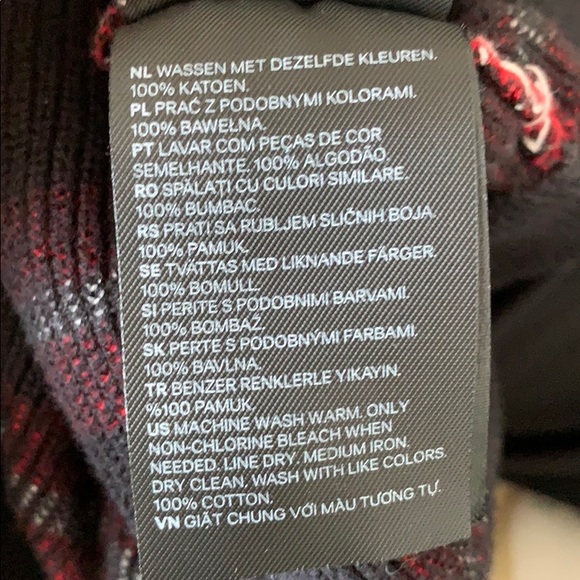 NL WASSEN MET DEZELFDE KLEUREN.
100% KATOEN.
PL PRAĆ Z PODOBNYMI KOLORAMI.
100% BAWEŁNA.
PT LAVAR COM PEÇAS DE COR
SEMELHANTE. 100% ALGODÃO.
RO SPĂLAȚI CU CULORI SIMILARE.
100% BUMBAC.
RS PRATI SA RUBLJEM SLIČNIH BOJA.
100% PAMUK.
SE TVÄTTAS MED LIKNANDE FÄRGER.
100% BOMULL.
SI PERITE S PODOBNIMI BARVAMI.
100% BOMBAŽ.
SK PERTE S PODOBNÝMI FARBAMI.
100% BAVLNA.
TR BENZER RENKLERLE YIKAYIN.
%100 PAMUK.
US MACHINE WASH WARM. ONLY
NON-CHLORINE BLEACH WHEN
NEEDED. LINE DRY. MEDIUM IRON.
DRY CLEAN. WASH WITH LIKE COLORS.
100% COTTON.
VN GIẶT CHUNG VỚI MÀU TƯƠNG TỰ.